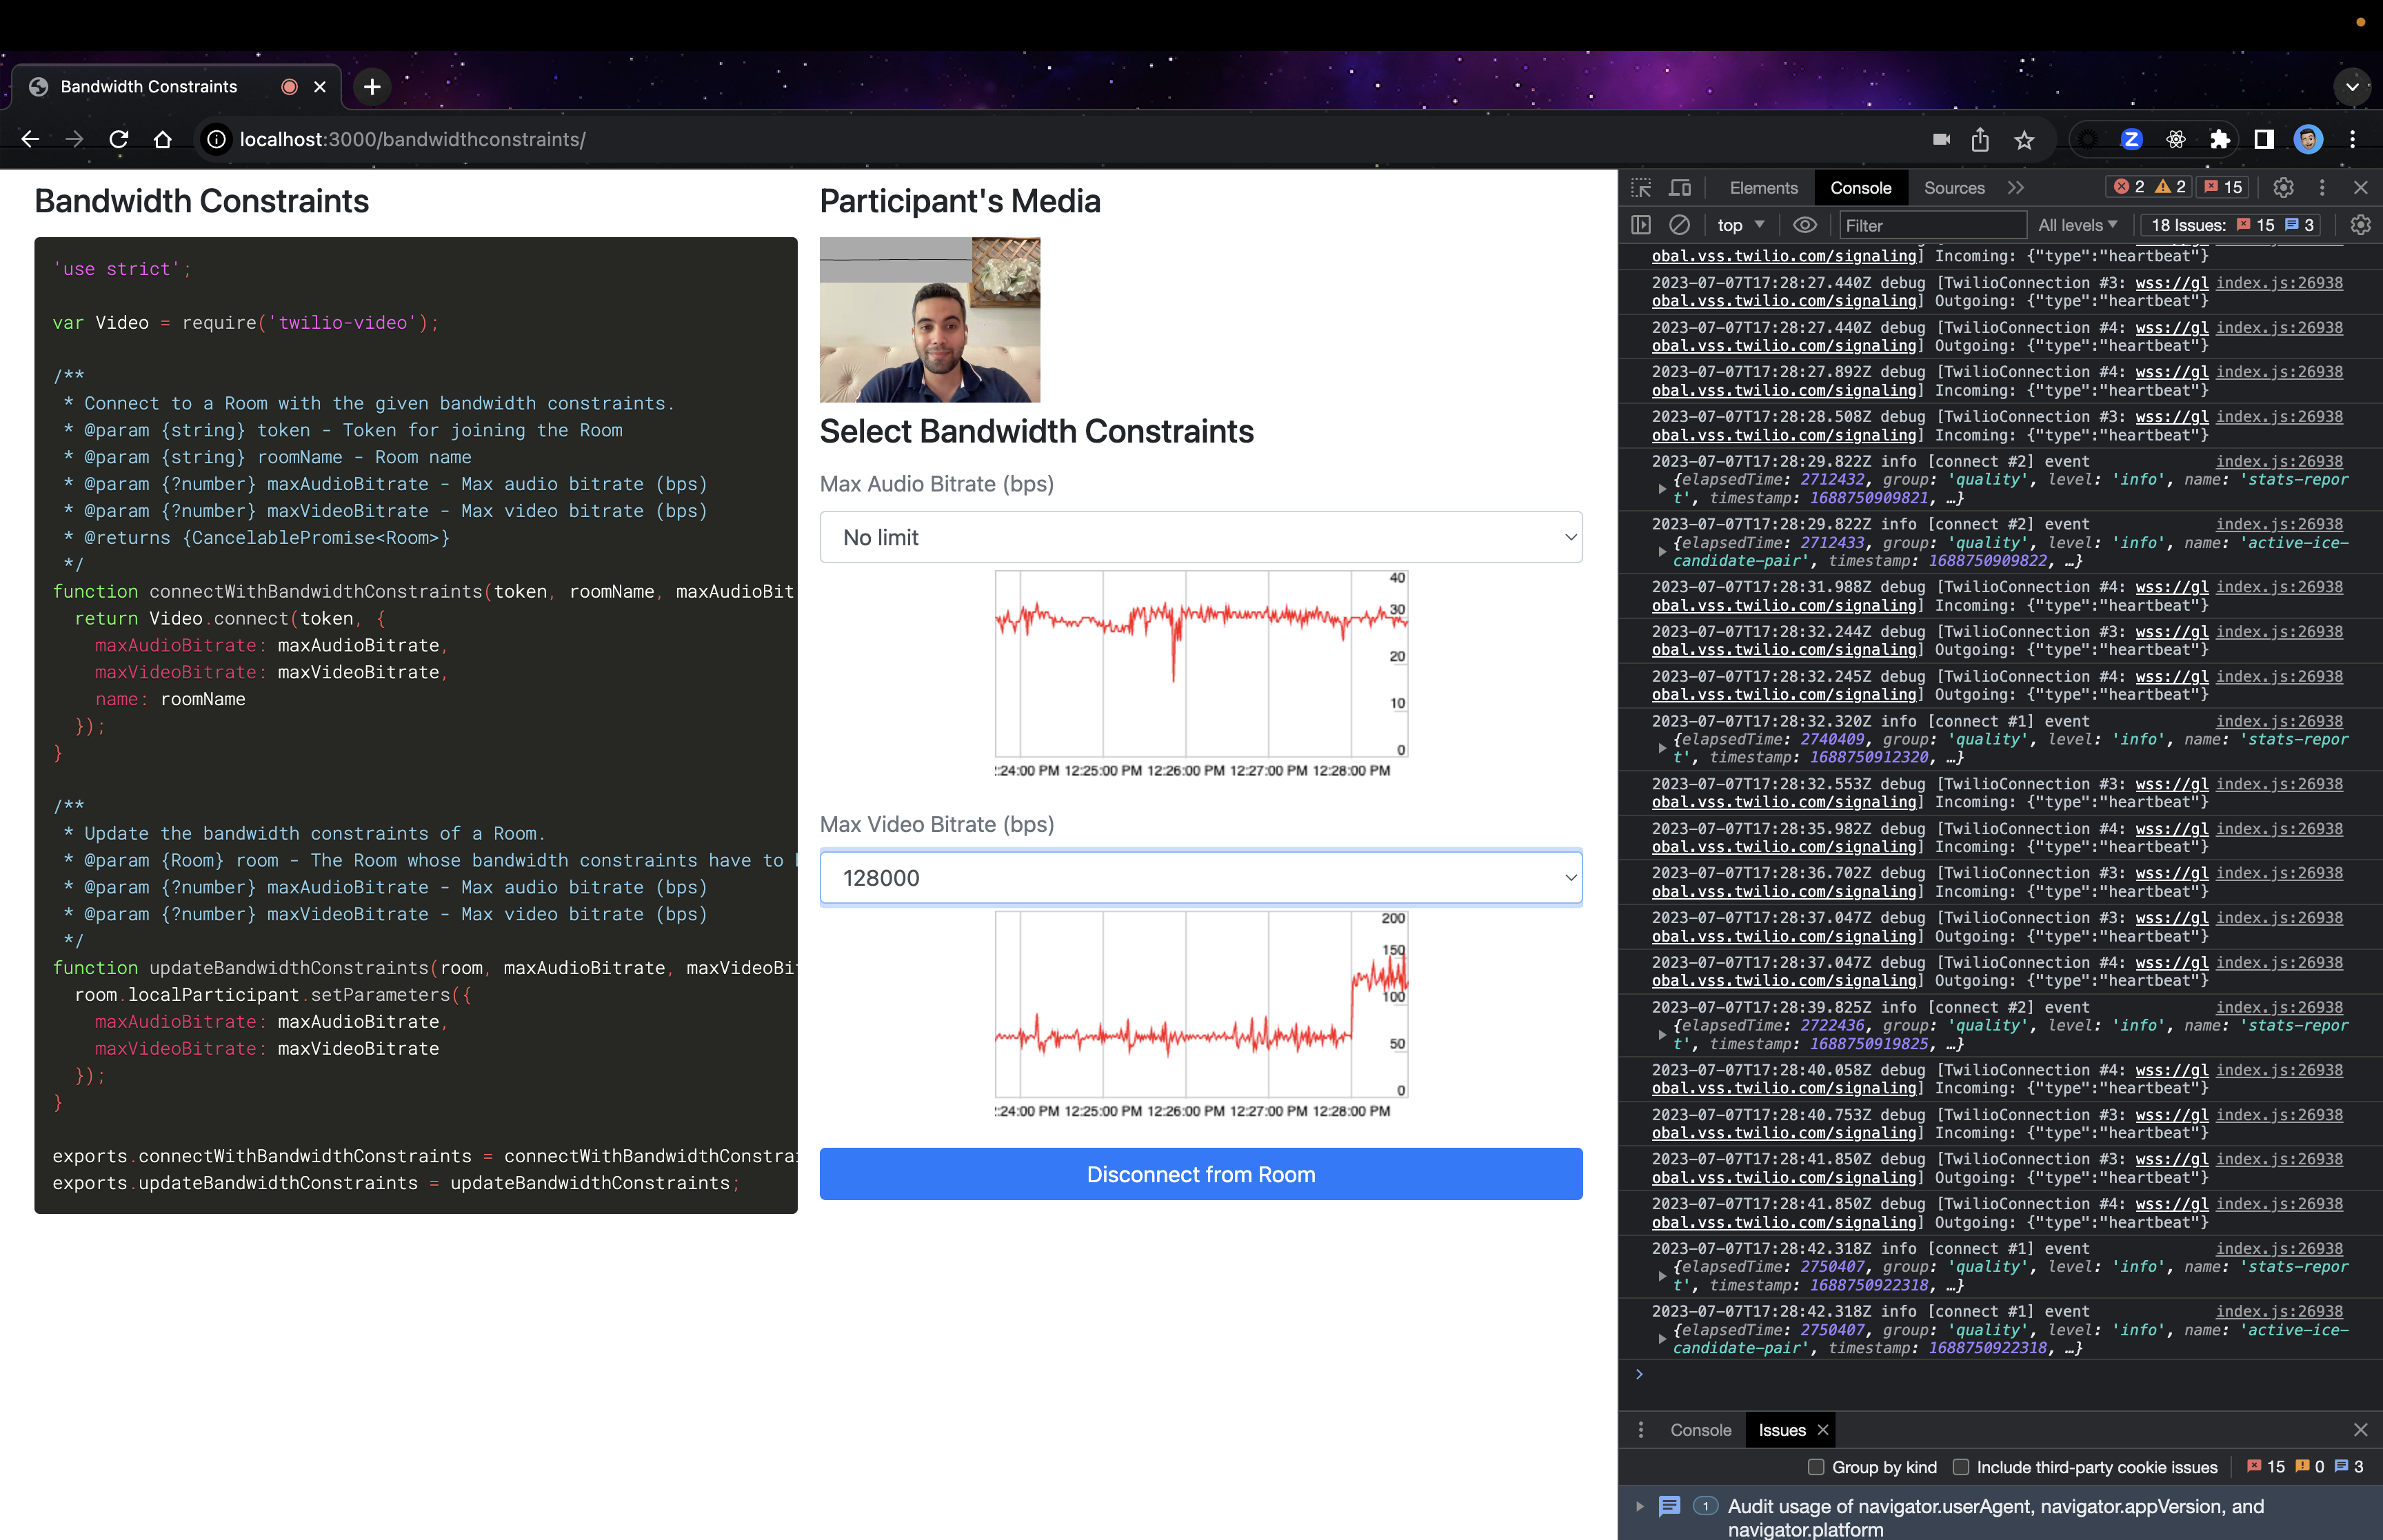 Bandwidth Constraints
localhost:3000/bandwidthconstraints/
Bandwidth Constraints
'use strict';
var Video = require('twilio-video');
/**
* Connect to a Room with the given bandwidth constraints.
* @param {string} token - Token for joining the Room
* @param {string} roomName - Room name
* @param {?number} maxAudioBitrate - Max audio bitrate (bps)
* @param {?number} maxVideoBitrate - Max video bitrate (bps)
* @returns {CancelablePromise<Room>}
*/
function connectWithBandwidthConstraints(token, roomName, maxAudioBit
return Video.connect(token, {
maxAudioBitrate: maxAudioBitrate,
maxVideoBitrate: maxVideoBitrate,
name: roomName
});
}
/**
* Update the bandwidth constraints of a Room.
* @param {Room} room - The Room whose bandwidth constraints have to
* @param {?number} maxAudioBitrate - Max audio bitrate (bps)
* @param {?number} maxVideoBitrate - Max video bitrate (bps)
*/
function updateBandwidthConstraints(room, maxAudioBitrate, maxVideoBi
room.localParticipant.setParameters({
maxAudioBitrate: maxAudioBitrate,
maxVideoBitrate: maxVideoBitrate
});
}
exports.connectWithBandwidthConstraints = connectWithBandwidthConstra
exports.updateBandwidthConstraints = updateBandwidthConstraints;
Participant's Media
Select Bandwidth Constraints
Max Audio Bitrate (bps)
No limit
40
30
20
10
0
:24:00 PM 12:25:00 PM 12:26:00 PM 12:27:00 PM 12:28:00 PM
Max Video Bitrate (bps)
128000
200
150
100
50
0
:24:00 PM 12:25:00 PM 12:26:00 PM 12:27:00 PM 12:28:00 PM
Disconnect from Room
Elements Console Sources 2 2 15
top Filter All levels 18 Issues: 15 3
obal.vss.twilio.com/signaling] Incoming: {"type":"heartbeat"}
2023-07-07T17:28:27.440Z debug [TwilioConnection #3: wss://gl index.js:26938
obal.vss.twilio.com/signaling] Outgoing: {"type":"heartbeat"}
2023-07-07T17:28:27.440Z debug [TwilioConnection #4: wss://gl index.js:26938
obal.vss.twilio.com/signaling] Outgoing: {"type":"heartbeat"}
2023-07-07T17:28:27.892Z debug [TwilioConnection #4: wss://gl index.js:26938
obal.vss.twilio.com/signaling] Incoming: {"type":"heartbeat"}
2023-07-07T17:28:28.508Z debug [TwilioConnection #3: wss://gl index.js:26938
obal.vss.twilio.com/signaling] Incoming: {"type":"heartbeat"}
2023-07-07T17:28:29.822Z info [connect #2] event index.js:26938
{elapsedTime: 2712432, group: 'quality', level: 'info', name: 'stats-repor
t', timestamp: 1688750909821, …}
2023-07-07T17:28:29.822Z info [connect #2] event index.js:26938
{elapsedTime: 2712433, group: 'quality', level: 'info', name: 'active-ice-
candidate-pair', timestamp: 1688750909822, …}
2023-07-07T17:28:31.988Z debug [TwilioConnection #4: wss://gl index.js:26938
obal.vss.twilio.com/signaling] Incoming: {"type":"heartbeat"}
2023-07-07T17:28:32.244Z debug [TwilioConnection #3: wss://gl index.js:26938
obal.vss.twilio.com/signaling] Outgoing: {"type":"heartbeat"}
2023-07-07T17:28:32.245Z debug [TwilioConnection #4: wss://gl index.js:26938
obal.vss.twilio.com/signaling] Outgoing: {"type":"heartbeat"}
2023-07-07T17:28:32.320Z info [connect #1] event index.js:26938
{elapsedTime: 2740409, group: 'quality', level: 'info', name: 'stats-repor
t', timestamp: 1688750912320, …}
2023-07-07T17:28:32.553Z debug [TwilioConnection #3: wss://gl index.js:26938
obal.vss.twilio.com/signaling] Incoming: {"type":"heartbeat"}
2023-07-07T17:28:35.982Z debug [TwilioConnection #4: wss://gl index.js:26938
obal.vss.twilio.com/signaling] Incoming: {"type":"heartbeat"}
2023-07-07T17:28:36.702Z debug [TwilioConnection #3: wss://gl index.js:26938
obal.vss.twilio.com/signaling] Incoming: {"type":"heartbeat"}
2023-07-07T17:28:37.047Z debug [TwilioConnection #3: wss://gl index.js:26938
obal.vss.twilio.com/signaling] Outgoing: {"type":"heartbeat"}
2023-07-07T17:28:37.047Z debug [TwilioConnection #4: wss://gl index.js:26938
obal.vss.twilio.com/signaling] Outgoing: {"type":"heartbeat"}
2023-07-07T17:28:39.825Z info [connect #2] event index.js:26938
{elapsedTime: 2722436, group: 'quality', level: 'info', name: 'stats-repor
t', timestamp: 1688750919825, …}
2023-07-07T17:28:40.058Z debug [TwilioConnection #4: wss://gl index.js:26938
obal.vss.twilio.com/signaling] Incoming: {"type":"heartbeat"}
2023-07-07T17:28:40.753Z debug [TwilioConnection #3: wss://gl index.js:26938
obal.vss.twilio.com/signaling] Incoming: {"type":"heartbeat"}
2023-07-07T17:28:41.850Z debug [TwilioConnection #3: wss://gl index.js:26938
obal.vss.twilio.com/signaling] Outgoing: {"type":"heartbeat"}
2023-07-07T17:28:41.850Z debug [TwilioConnection #4: wss://gl index.js:26938
obal.vss.twilio.com/signaling] Outgoing: {"type":"heartbeat"}
2023-07-07T17:28:42.318Z info [connect #1] event index.js:26938
{elapsedTime: 2750407, group: 'quality', level: 'info', name: 'stats-repor
t', timestamp: 1688750922318, …}
2023-07-07T17:28:42.318Z info [connect #1] event index.js:26938
{elapsedTime: 2750407, group: 'quality', level: 'info', name: 'active-ice-
candidate-pair', timestamp: 1688750922318, …}
Console Issues
Group by kind Include third-party cookie issues 15 0 3
1 Audit usage of navigator.userAgent, navigator.appVersion, and
navigator.platform